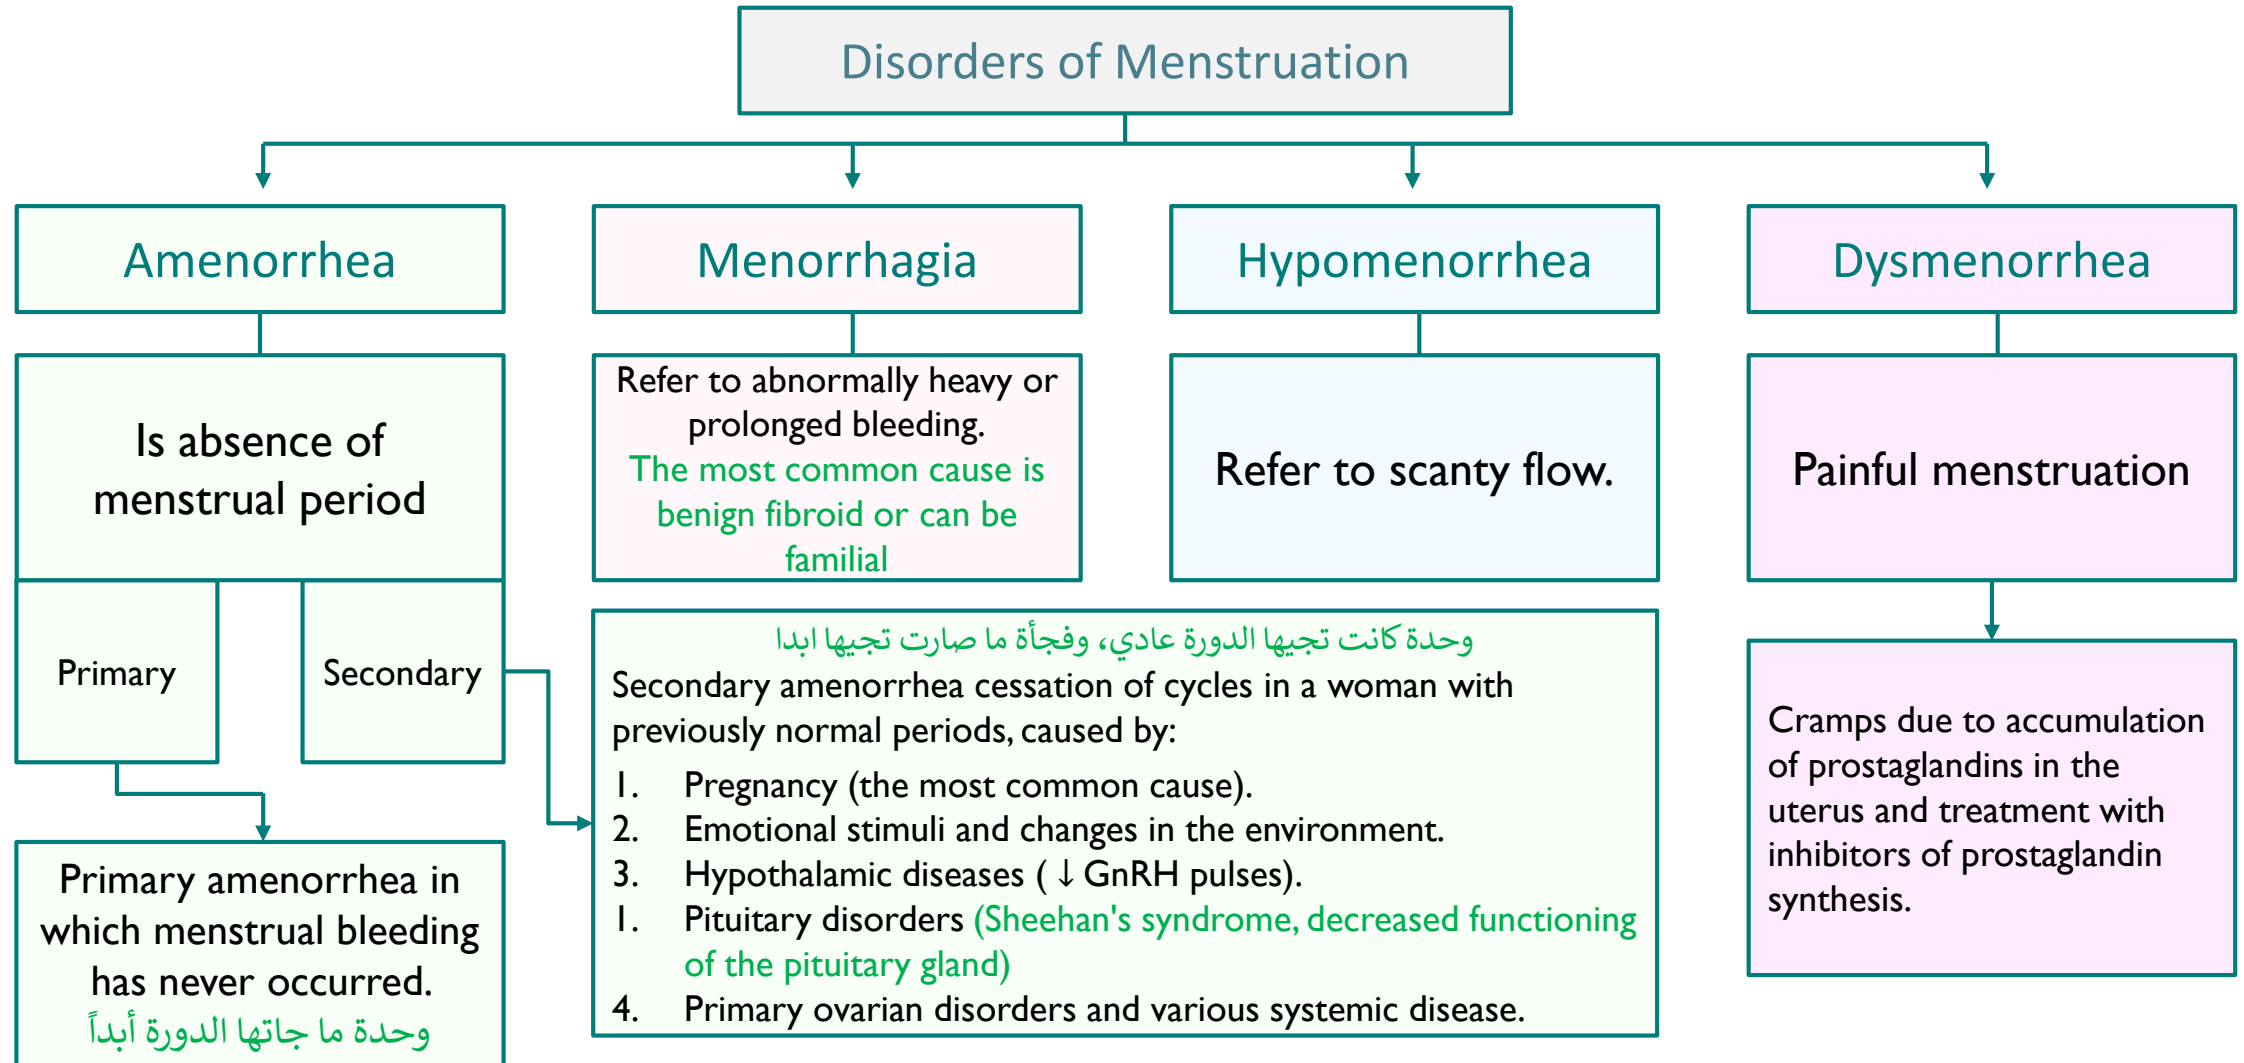 Disorders of Menstruation
Amenorrhea
Menorrhagia
Hypomenorrhea
Dysmenorrhea
Is absence of
menstrual period
Refer to abnormally heavy or
prolonged bleeding.
The most common cause is
benign fibroid or can be
familial
Refer to scanty flow.
Painful menstruation
Primary
Secondary
Primary amenorrhea in
which menstrual bleeding
has never occurred.
وحدة ما جاتها الدورة أبداً
وحدة كانت تجيها الدورة عادي، وفجأة ما صارت تجيها ابدا
Secondary amenorrhea cessation of cycles in a woman with
previously normal periods, caused by:
1. Pregnancy (the most common cause).
2. Emotional stimuli and changes in the environment.
3. Hypothalamic diseases (↓GnRH pulses).
1. Pituitary disorders (Sheehan's syndrome, decreased functioning
of the pituitary gland)
4. Primary ovarian disorders and various systemic disease.
Cramps due to accumulation
of prostaglandins in the
uterus and treatment with
inhibitors of prostaglandin
synthesis.